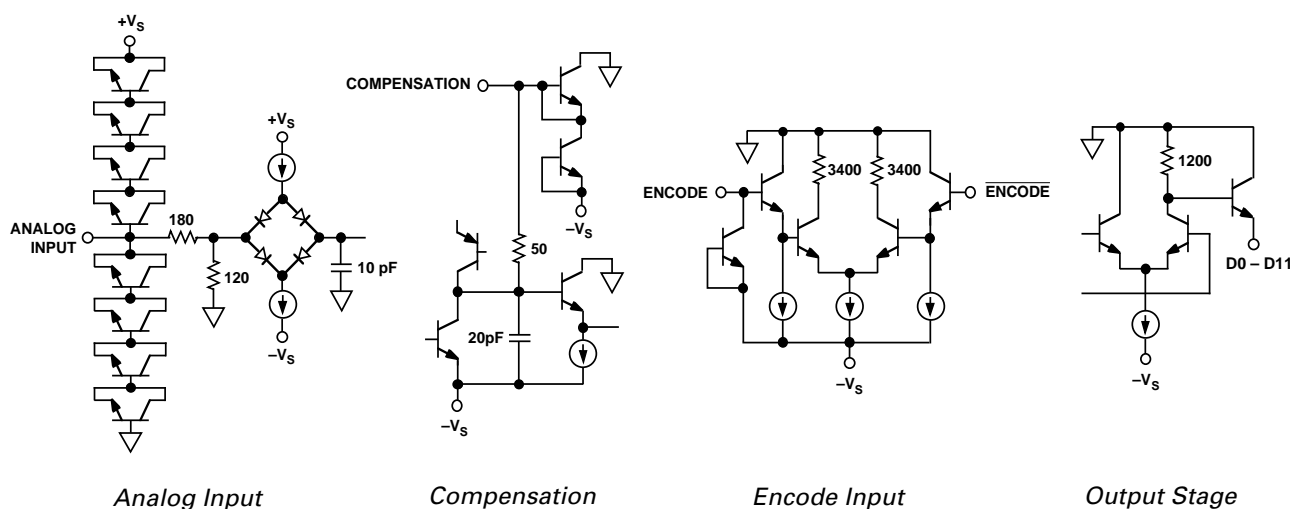 +VS
ANALOG
INPUT
180
120
+VS
–VS
10 pF
Analog Input
COMPENSATION
–VS
50
20pF
–VS
Compensation
ENCODE
3400
3400
ENCODE
–VS
Encode Input
1200
D0 – D11
–VS
Output Stage